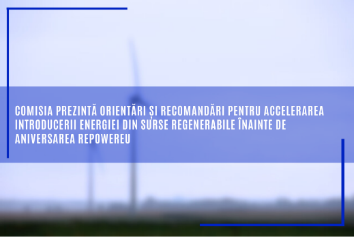 COMISIA PREZINTĂ ORIENTĂRI ȘI RECOMANDĂRI PENTRU ACCELERAREA
INTRODUCERII ENERGIEI DIN SURSE REGENERABILE ÎNAINTE DE
ANIVERSAREA REPOWEREU